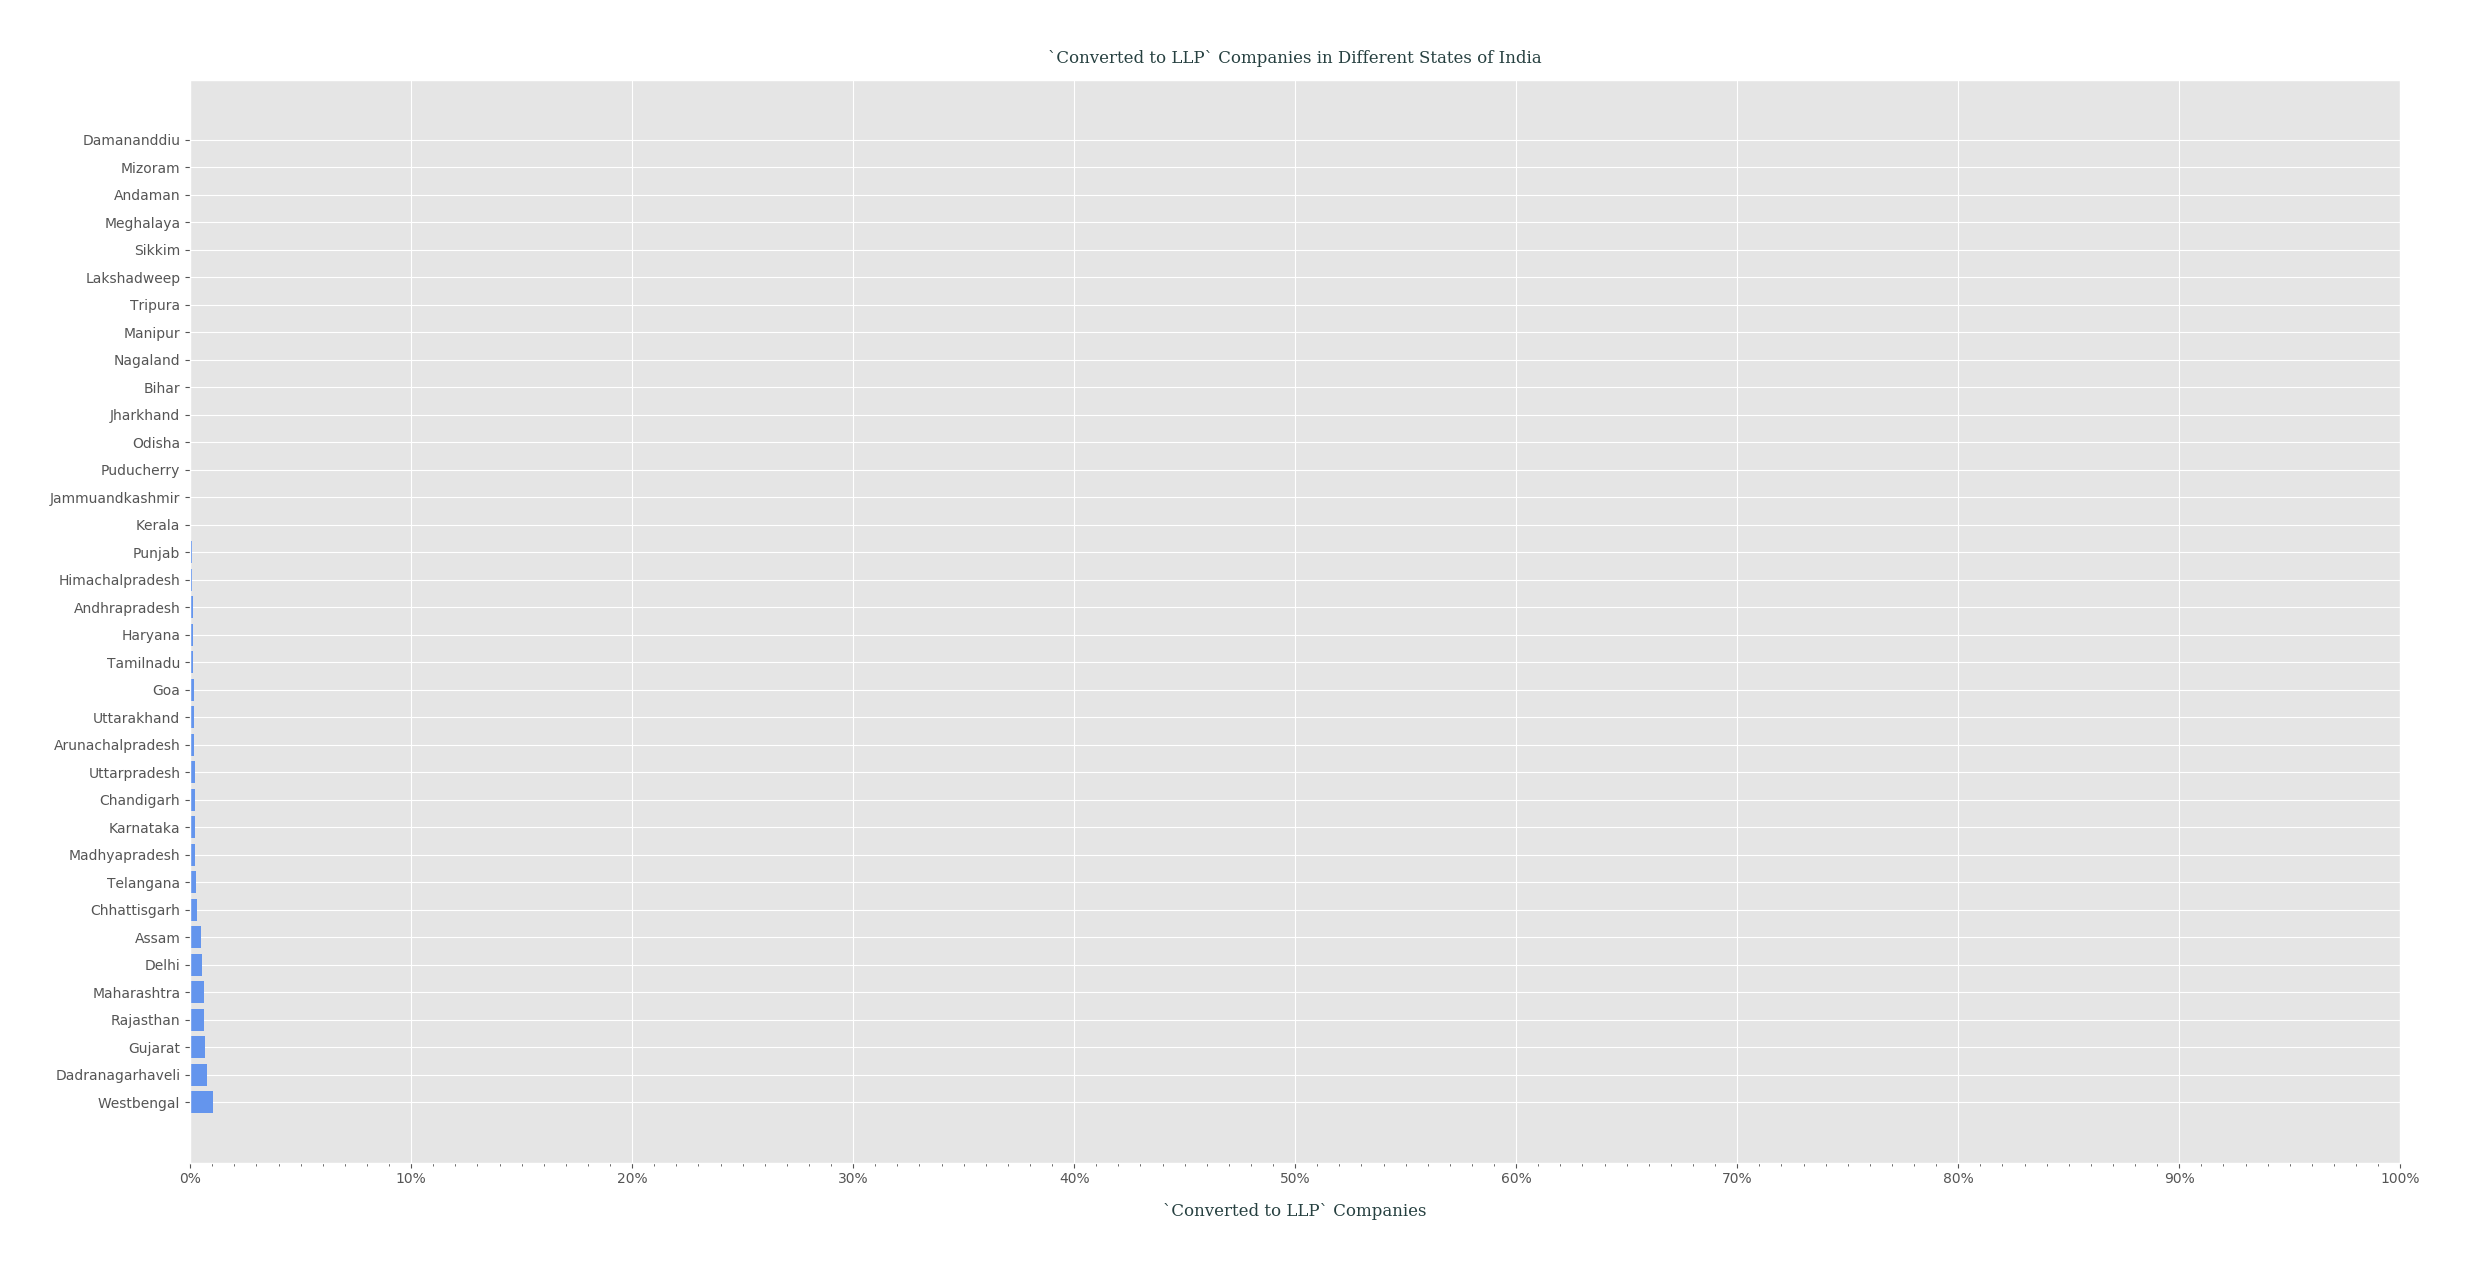 `Converted to LLP` Companies in Different States of India
Damananddiu
Mizoram
Andaman
Meghalaya
Sikkim
Lakshadweep
Tripura
Manipur
Nagaland
Bihar
Jharkhand
Odisha
Puducherry
Jammuandkashmir
Kerala
Punjab
Himachalpradesh
Andhrapradesh
Haryana
Tamilnadu
Goa
Uttarakhand
Arunachalpradesh
Uttarpradesh
Chandigarh
Karnataka
Madhyapradesh
Telangana
Chhattisgarh
Assam
Delhi
Maharashtra
Rajasthan
Gujarat
Dadranagarhaveli
Westbengal
0% 10% 20% 30% 40% 50% 60% 70% 80% 90% 100%
`Converted to LLP` Companies